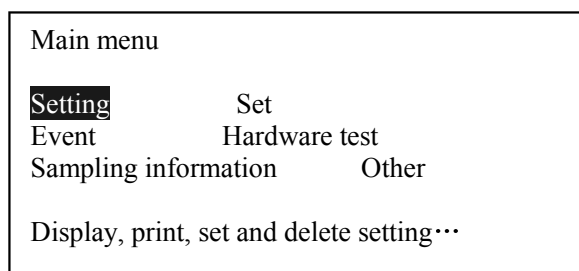 Main menu
Setting Set
Event Hardware test
Sampling information Other
Display, print, set and delete setting…